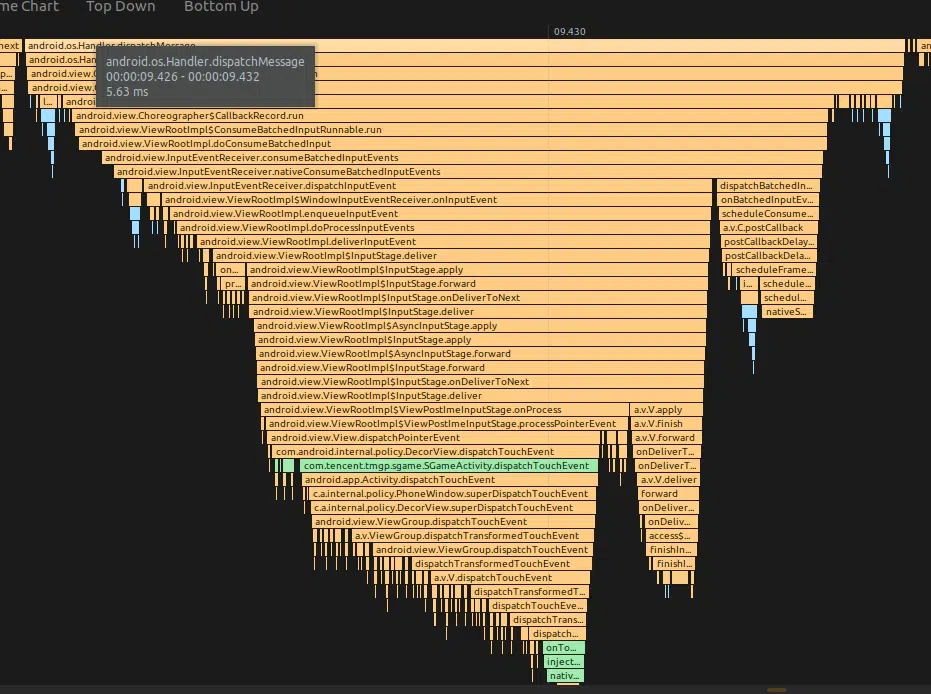 me Chart Top Down Bottom Up
09.430
next android.os.Handler.dispatchMessage an
android.os.Han
android.os.Handler.dispatchMessage
p... android.view.
00:00:09.426 - 00:00:09.432
... android.view.
5.63 ms
l... androi
android.view.Choreographer$CallbackRecord.run
android.view.ViewRootImpl$ConsumeBatchedInputRunnable.run
android.view.ViewRootImpl.doConsumeBatchedInput
android.view.InputEventReceiver.consumeBatchedInputEvents
android.view.InputEventReceiver.nativeConsumeBatchedInputEvents
android.view.InputEventReceiver.dispatchInputEvent dispatchBatchedIn...
android.view.ViewRootImpl$WindowInputEventReceiver.onInputEvent onBatchedInputEv...
android.view.ViewRootImpl.enqueueInputEvent scheduleConsume...
android.view.ViewRootImpl.doProcessInputEvents a.v.C.postCallback
android.view.ViewRootImpl.deliverInputEvent postCallbackDelay...
android.view.ViewRootImpl$InputStage.deliver postCallbackDela...
on... android.view.ViewRootImpl$InputStage.apply scheduleFrame...
pr... android.view.ViewRootImpl$InputStage.forward i... schedule...
android.view.ViewRootImpl$InputStage.onDeliverToNext schedul...
android.view.ViewRootImpl$InputStage.deliver nativeS...
android.view.ViewRootImpl$AsyncInputStage.apply
android.view.ViewRootImpl$InputStage.apply
android.view.ViewRootImpl$AsyncInputStage.forward
android.view.ViewRootImpl$InputStage.forward
android.view.ViewRootImpl$InputStage.onDeliverToNext
android.view.ViewRootImpl$InputStage.deliver
android.view.ViewRootImpl$ViewPostImeInputStage.onProcess a.v.V.apply
android.view.ViewRootImpl$ViewPostImeInputStage.processPointerEvent a.v.V.finish
android.view.View.dispatchPointerEvent a.v.V.forward
com.android.internal.policy.DecorView.dispatchTouchEvent onDeliverT...
com.tencent.tmgp.sgame.SGameActivity.dispatchTouchEvent onDeliverT...
android.app.Activity.dispatchTouchEvent a.v.V.deliver
c.a.internal.policy.PhoneWindow.superDispatchTouchEvent forward
c.a.internal.policy.DecorView.superDispatchTouchEvent onDeliver...
android.view.ViewGroup.dispatchTouchEvent onDeliv...
a.v.ViewGroup.dispatchTransformedTouchEvent access$...
android.view.ViewGroup.dispatchTouchEvent finishIn...
dispatchTransformedTouchEvent finishI...
a.v.V.dispatchTouchEvent
dispatchTransformedT...
dispatchTouchEve...
dispatchTrans...
dispatch...
onTo...
inject...
nativ...